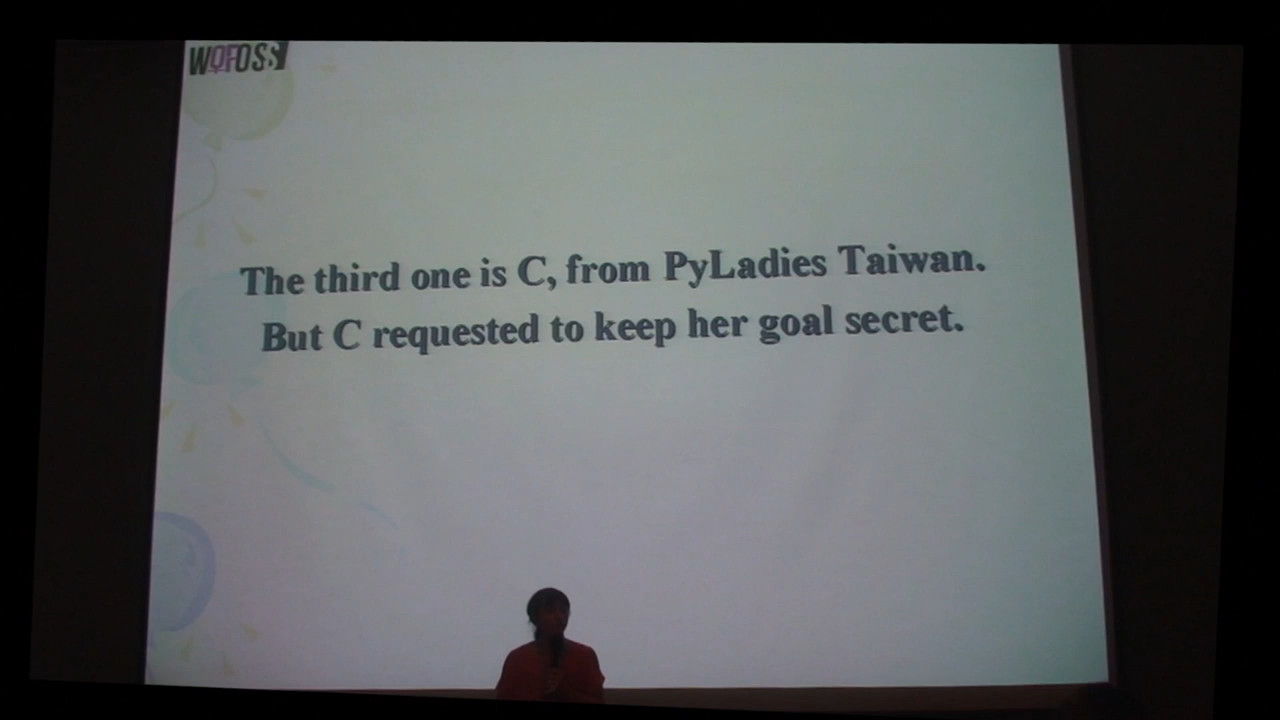 WOFOSS
The third one is C, from PyLadies Taiwan.
But C requested to keep her goal secret.